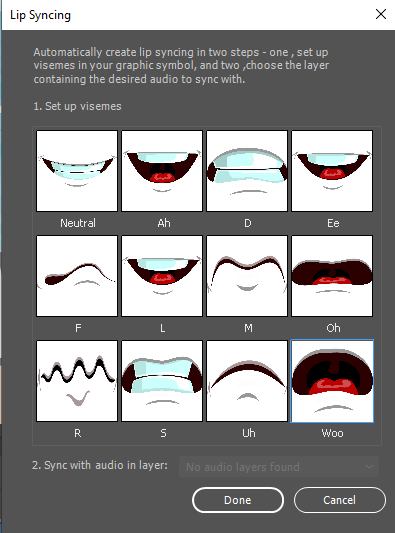 Lip Syncing
Automatically create lip syncing in two steps - one , set up
visemes in your graphic symbol, and two ,choose the layer
containing the desired audio to sync with.
1. Set up visemes
Neutral Ah D Ee
F L M Oh
R S Uh Woo
2. Sync with audio in layer: No audio layers found
Done Cancel